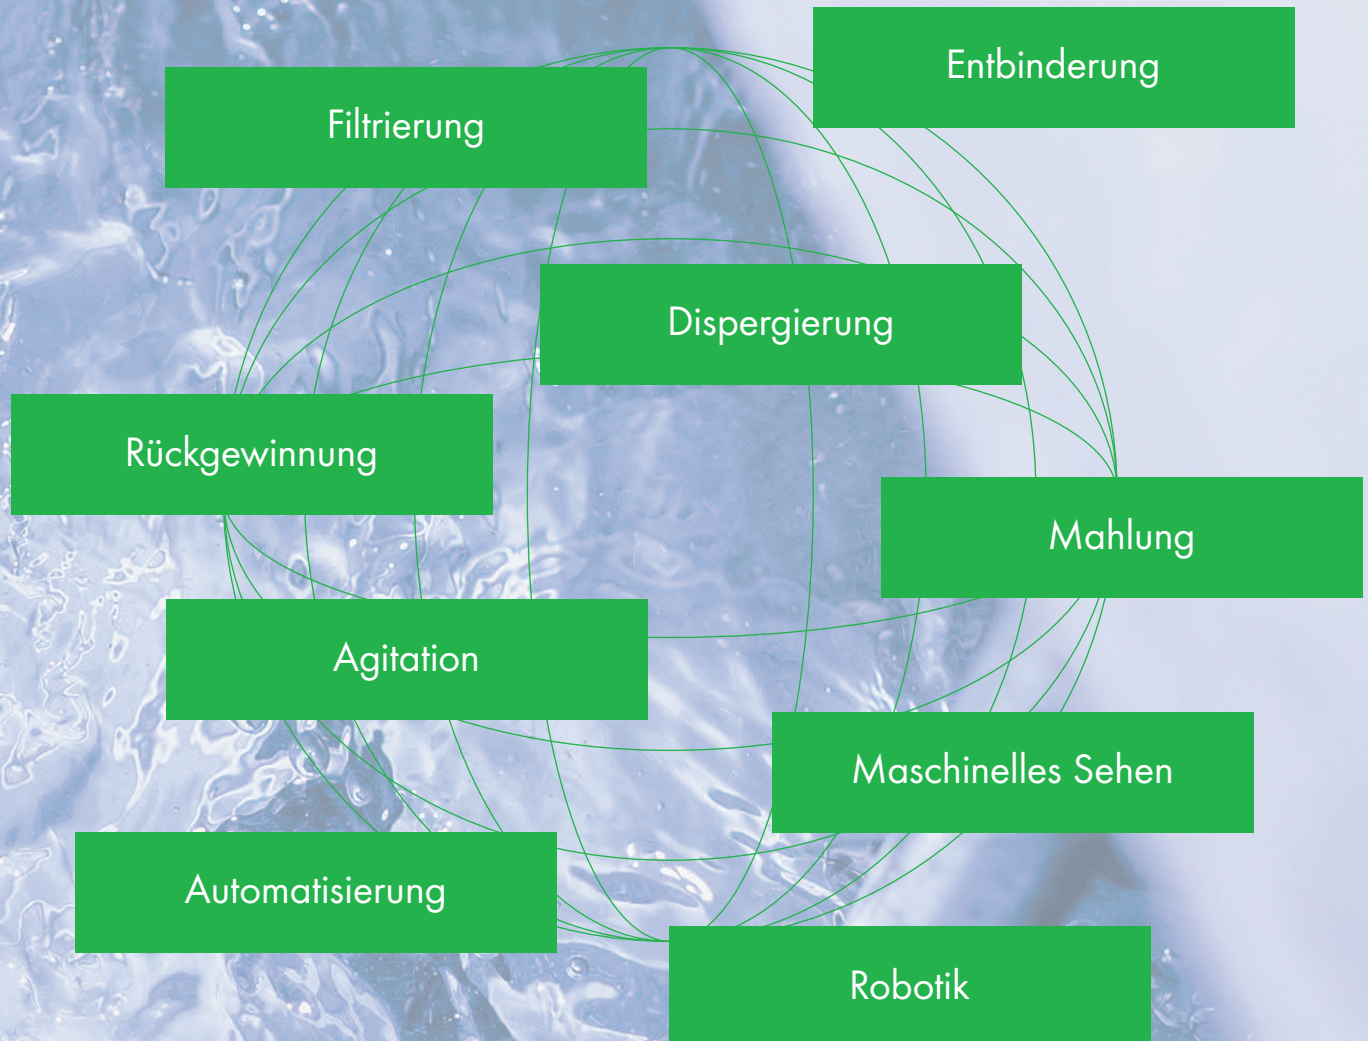 Entbinderung
Filtrierung
Dispergierung
Rückgewinnung
Mahlung
Agitation
Maschinelles Sehen
Automatisierung
Robotik